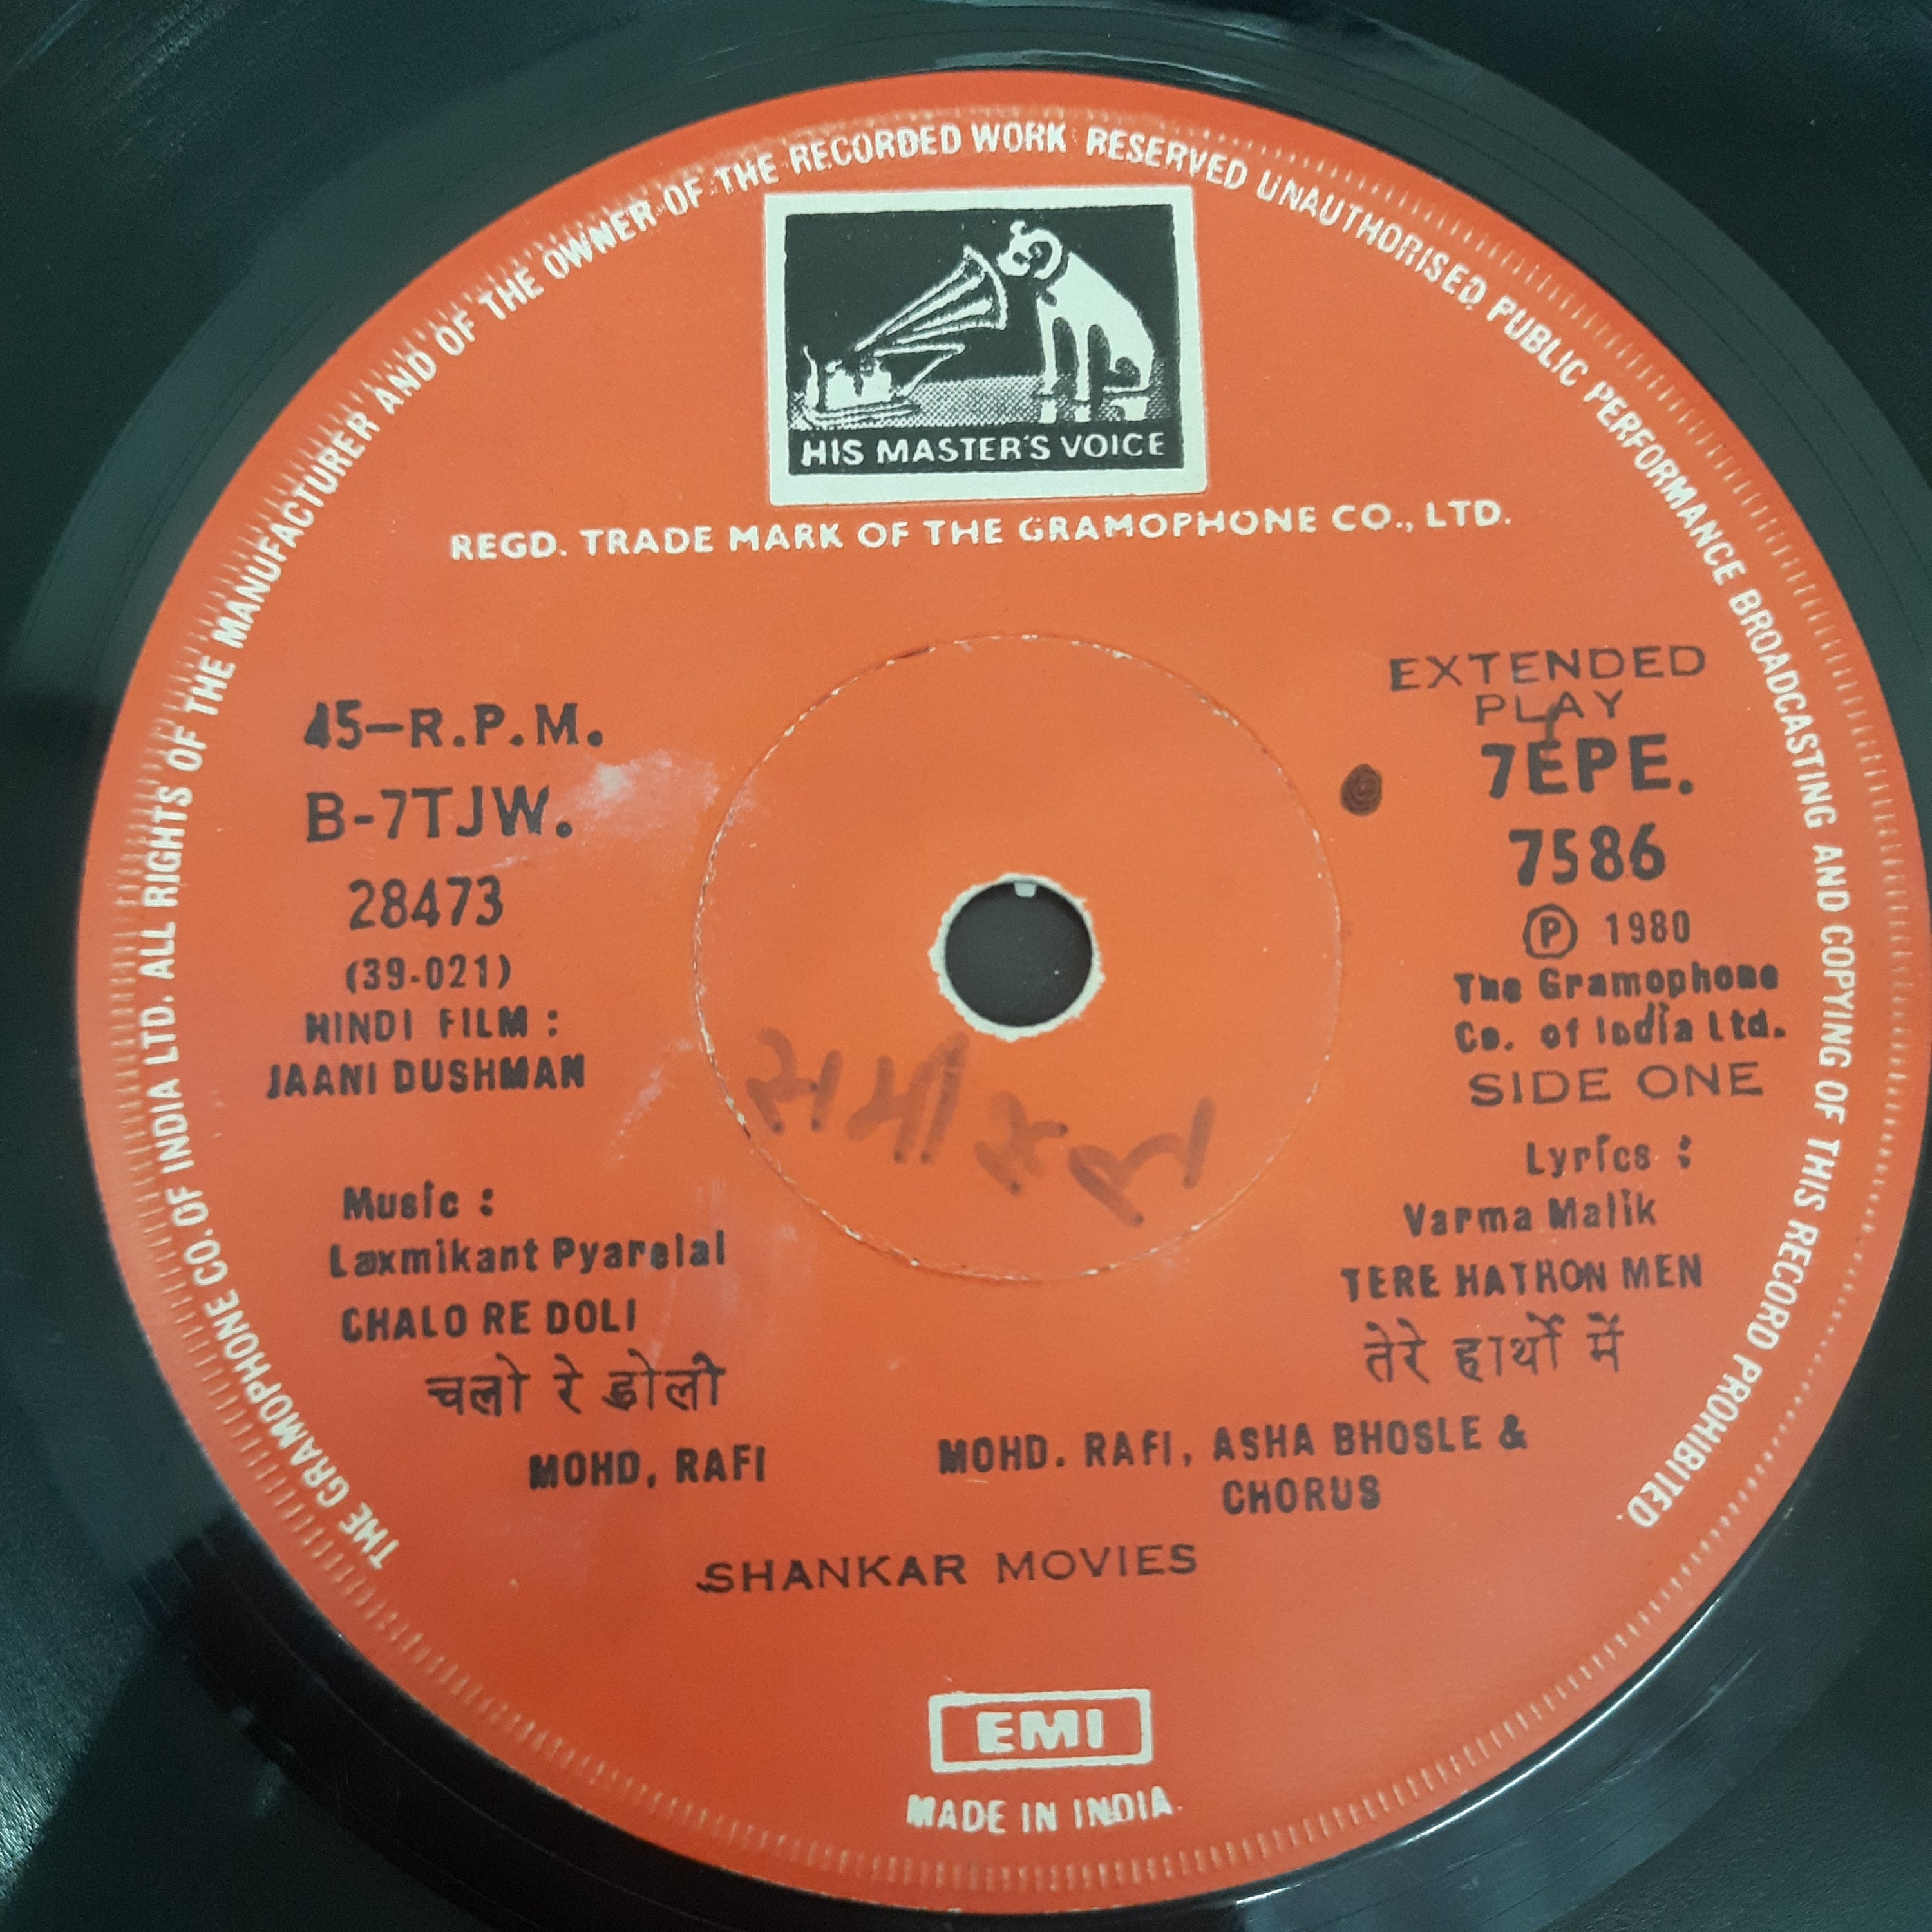 THE GRAMOPHONE CO. OF INDIA LTD. ALL RIGHTS OF THE MANUFACTURER AND OF THE OWNER OF THE RECORDED WORK RESERVED UNAUTHORISED PUBLIC PERFORMANCE BROADCASTING AND COPYING OF THIS RECORD PROHIBITED.
HIS MASTER'S VOICE
REGD. TRADE MARK OF THE GRAMOPHONE CO., LTD.
45-R.P.M.
B-7TJW.
28473
(39-021)
HINDI FILM :
JAANI DUSHMAN
EXTENDED
PLAY
7EPE.
7586
Ⓟ 1980
The Gramophone
Co. of India Ltd.
SIDE ONE
Music :
Laxmikant Pyarelal
CHALO RE DOLI
चलो रे डोली
MOHD, RAFI
Lyrics :
Varma Malik
TERE HATHON MEN
तेरे हाथों में
MOHD. RAFI, ASHA BHOSLE &
CHORUS
SHANKAR MOVIES
EMI
MADE IN INDIA.